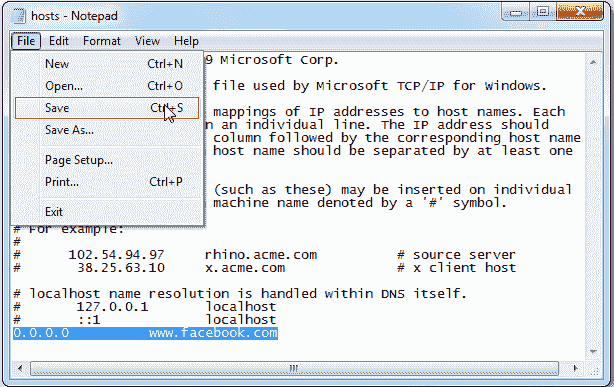 hosts - Notepad
File Edit Format View Help
New Ctrl+N
Open... Ctrl+O
Save Ctrl+S
Save As...
Page Setup...
Print... Ctrl+P
Exit
9 Microsoft Corp.
file used by Microsoft TCP/IP for Windows.
mappings of IP addresses to host names. Each
an individual line. The IP address should
column followed by the corresponding host name
host name should be separated by at least one
(such as these) may be inserted on individual
machine name denoted by a '#' symbol.
# For example:
#
# 102.54.94.97 rhino.acme.com # source server
# 38.25.63.10 x.acme.com # x client host
# localhost name resolution is handled within DNS itself.
# 127.0.0.1 localhost
# ::1 localhost
0.0.0.0 www.facebook.com